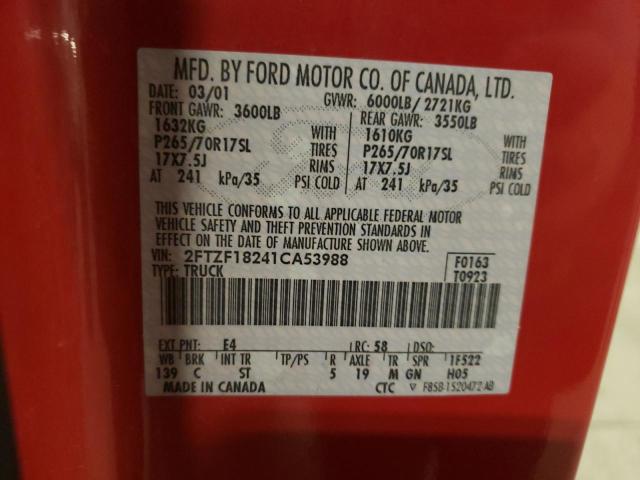 MFD. BY FORD MOTOR CO. OF CANADA, LTD.
DATE: 03/01 GVWR: 6000LB/ 2721KG
FRONT GAWR: 3600LB REAR GAWR: 3550LB
1632KG WITH 1610KG WITH
P265/70R17SL TIRES P265/70R17SL TIRES
17X7.5J RIMS 17X7.5J RIMS
AT 241 kPa/35 PSI COLD AT 241 kPa/35 PSI COLD
THIS VEHICLE CONFORMS TO ALL APPLICABLE FEDERAL MOTOR
VEHICLE SAFETY AND THEFT PREVENTION STANDARDS IN
EFFECT ON THE DATE OF MANUFACTURE SHOWN ABOVE.
VIN: 2FTZF18241CA53988 F0163
TYPE: TRUCK T0923
EXT PNT: E4 RC: 58 DSO:
WB BRK INT TR TP/PS R AXLE TR SPR 1F522
139 C ST 5 19 M GN H05
MADE IN CANADA CTC ▽ F85B-1520472-AB